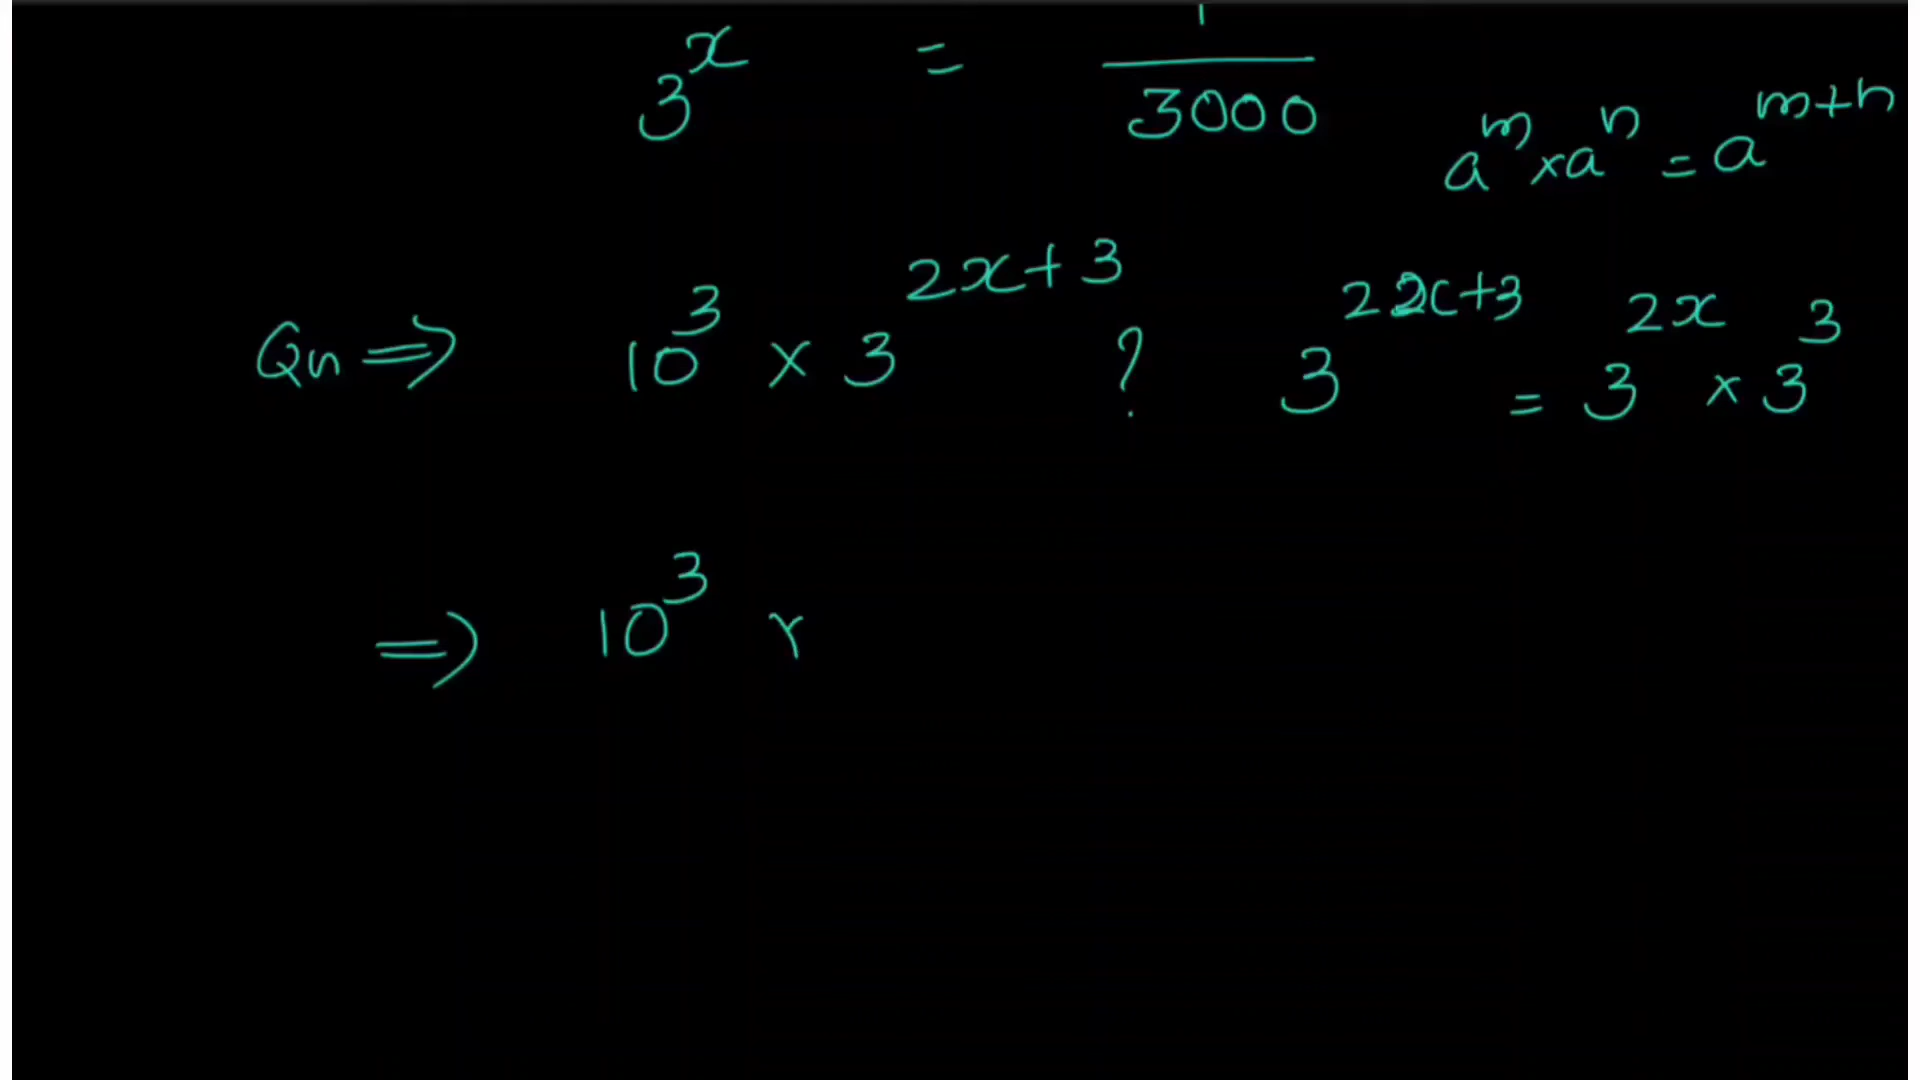 3^x = 1/3000
a^m × a^n = a^{m+n}
Qn ⇒ 10^3 × 3^{2x+3} ?
3^{2x+3} = 3^{2x} × 3^3
⇒ 10^3